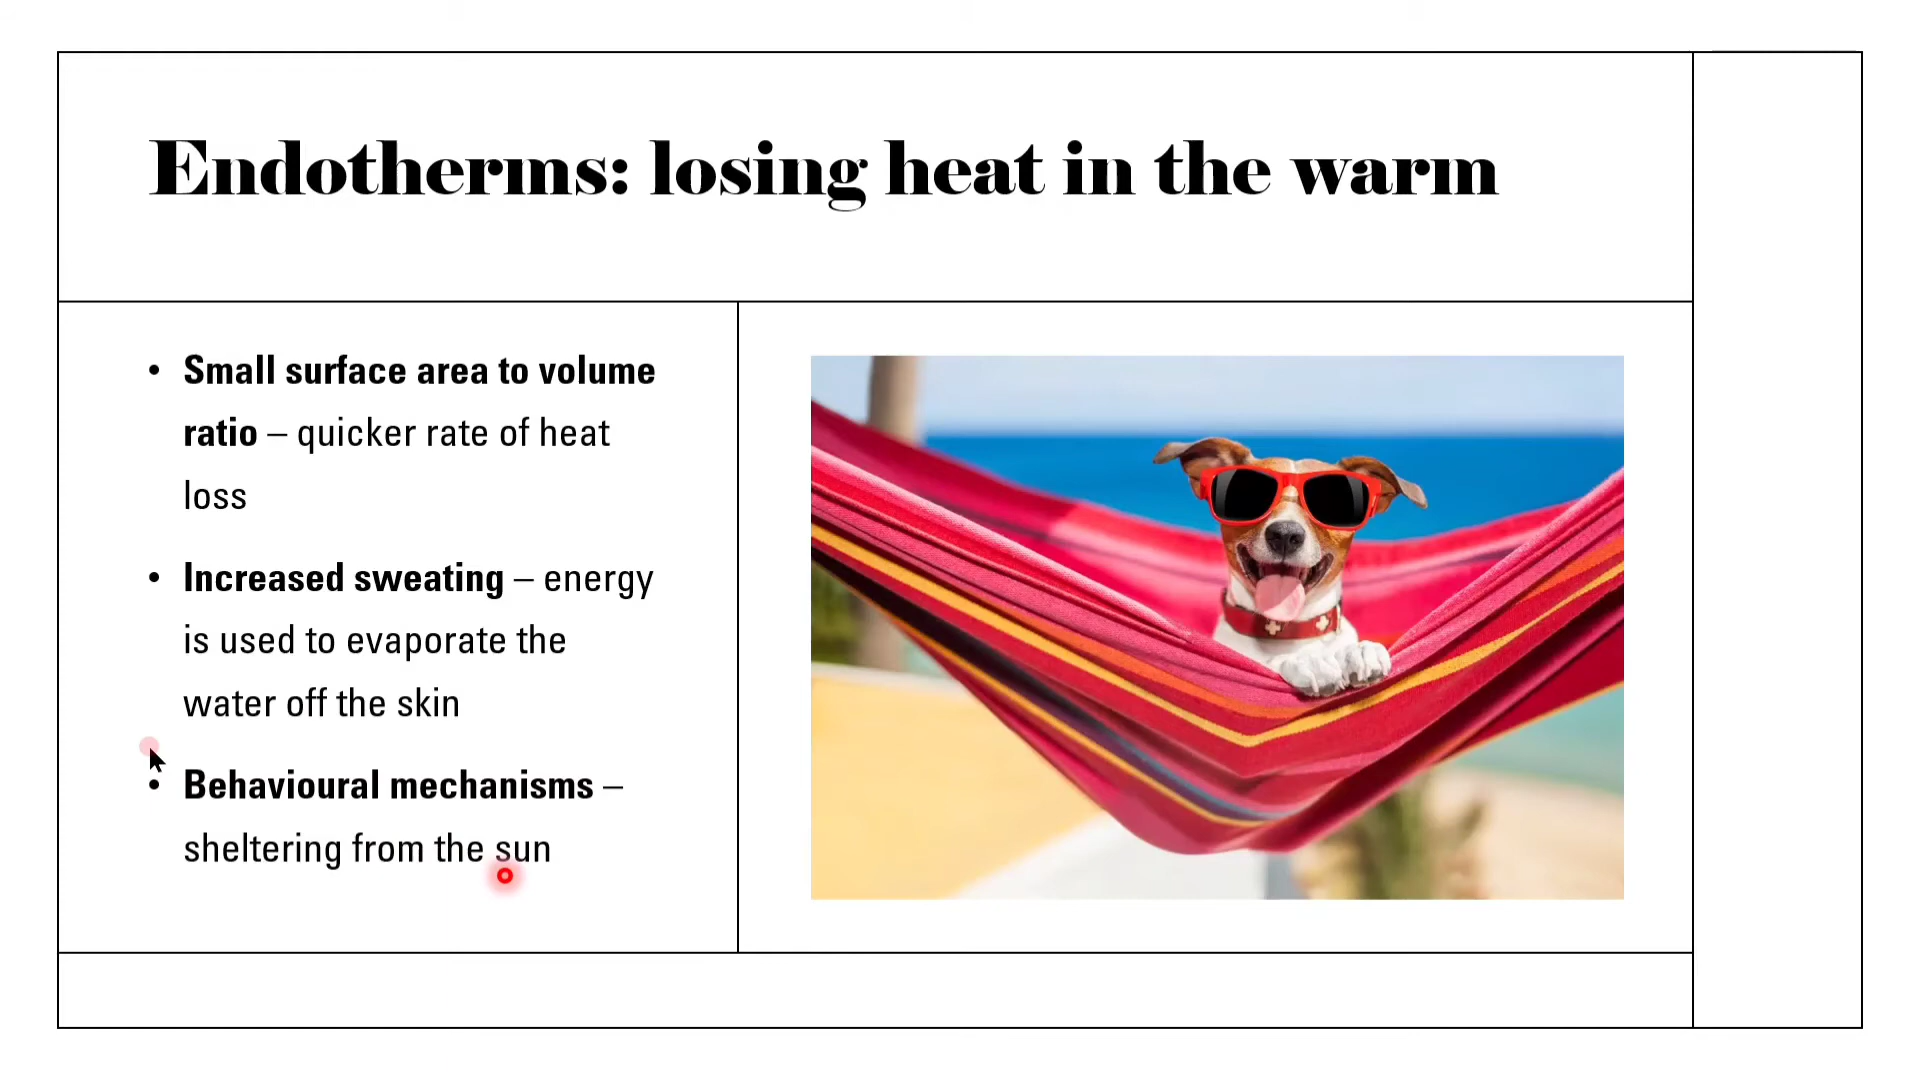 Endotherms: losing heat in the warm
• Small surface area to volume
ratio – quicker rate of heat
loss
• Increased sweating – energy
is used to evaporate the
water off the skin
• Behavioural mechanisms –
sheltering from the sun